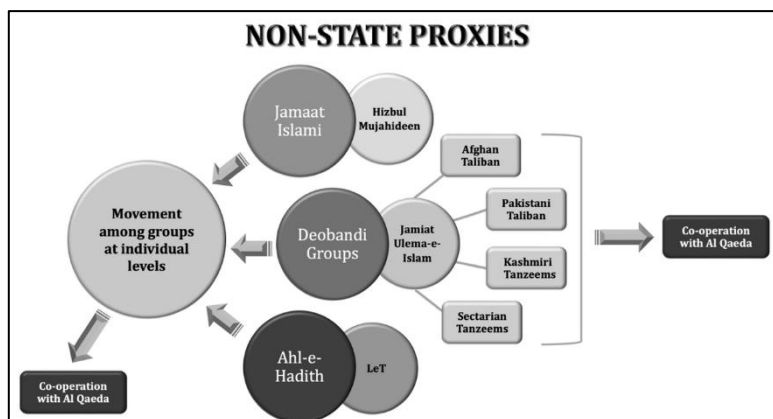 NON-STATE PROXIES
Jamaat
Islami
Hizbul
Mujahideen
Movement
among groups
at individual
levels
Deobandi
Groups
Jamiat
Ulema-e-
Islam
Afghan
Taliban
Pakistani
Taliban
Kashmiri
Tanzeems
Sectarian
Tanzeems
Co-operation
with Al Qaeda
Ahl-e-
Hadith
LeT
Co-operation
with Al Qaeda